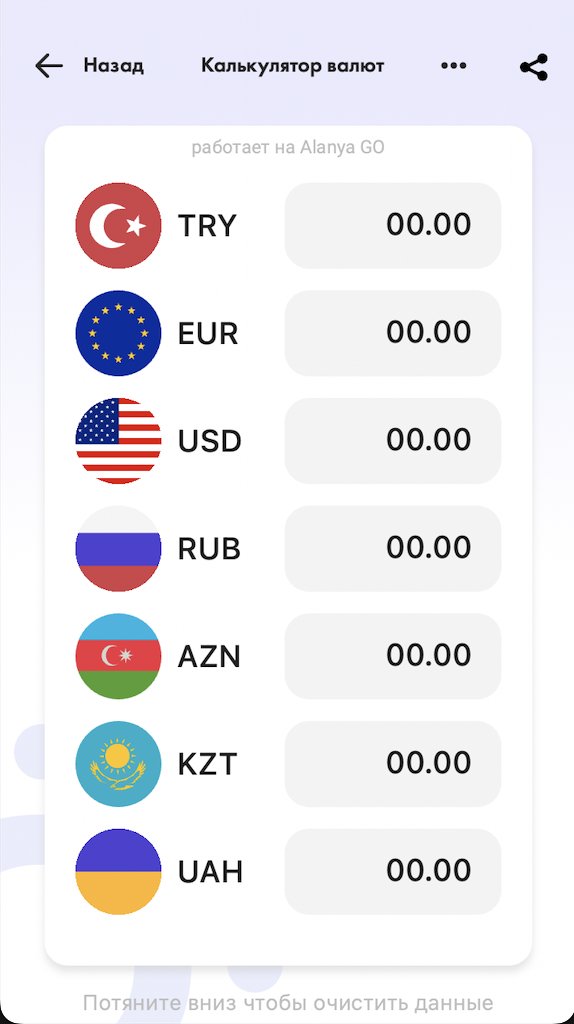 Назад Калькулятор валют
работает на Alanya GO
TRY 00.00
EUR 00.00
USD 00.00
RUB 00.00
AZN 00.00
KZT 00.00
UAH 00.00
Потяните вниз чтобы очистить данные